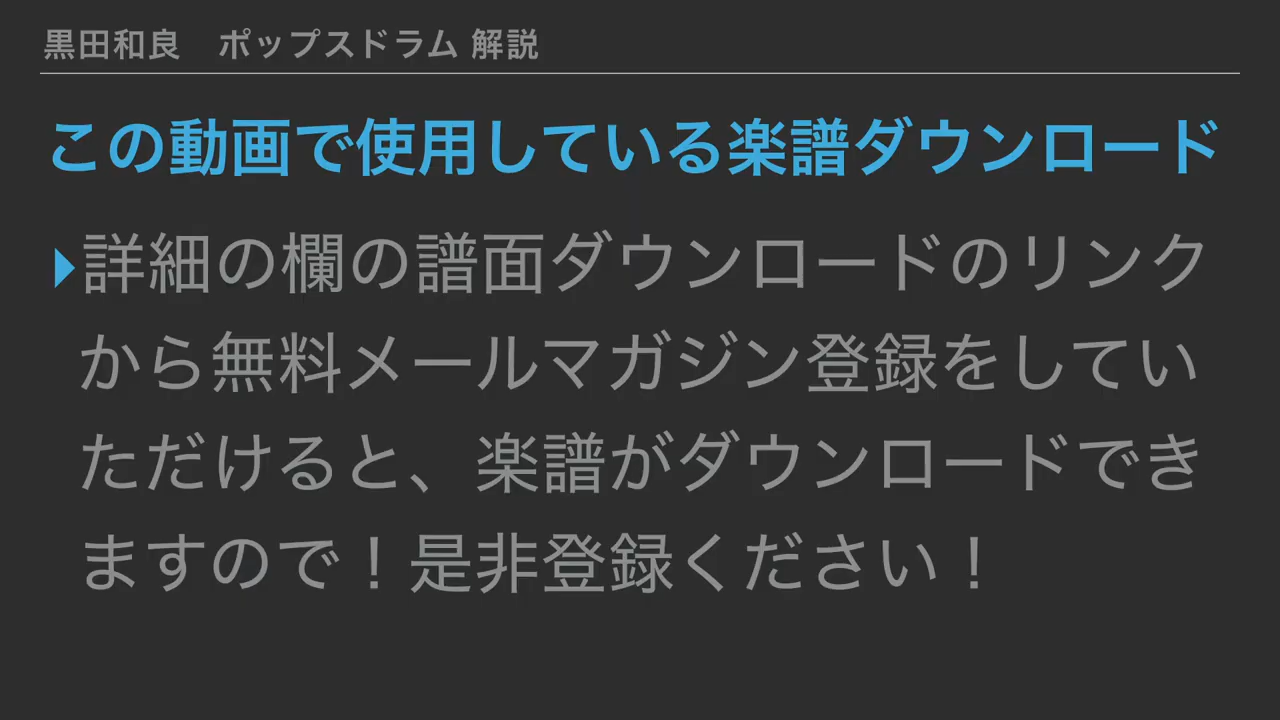 黒田和良　ポップスドラム 解説
この動画で使用している楽譜ダウンロード
詳細の欄の譜面ダウンロードのリンク
から無料メールマガジン登録をしてい
ただけると、楽譜がダウンロードでき
ますので！是非登録ください！